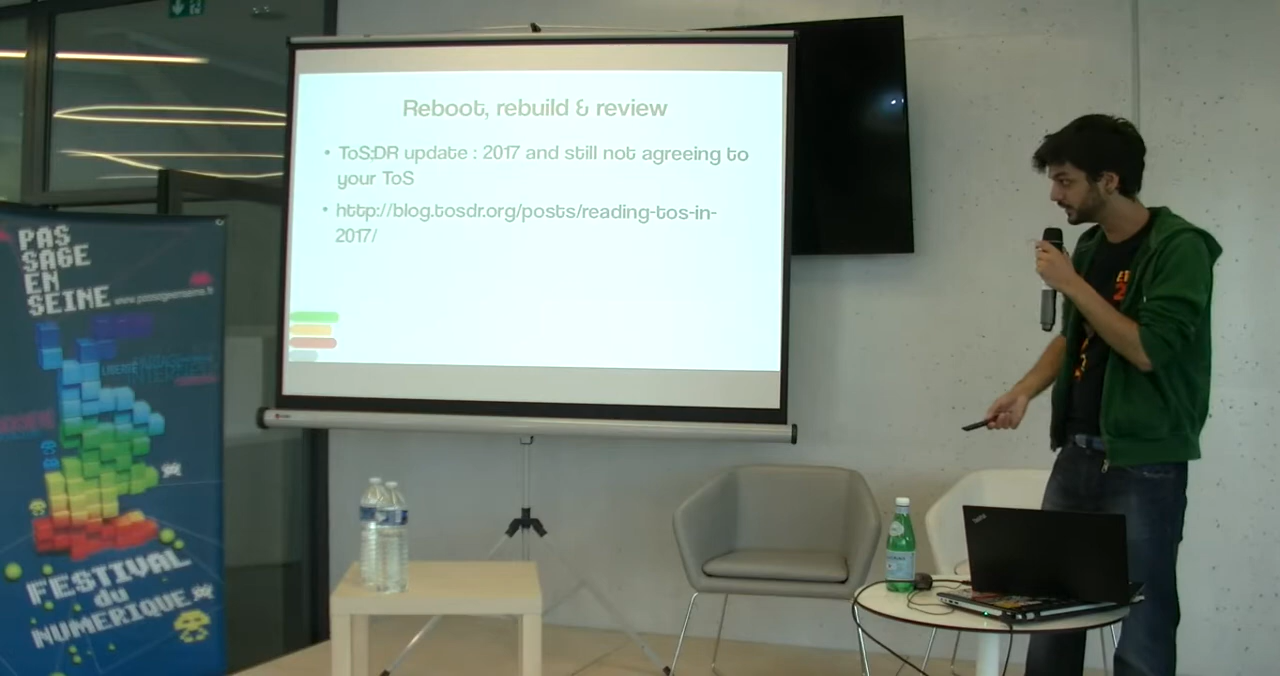 Reboot, rebuild & review
• ToS;DR update : 2017 and still not agreeing to
your ToS
• http://blog.tosdr.org/posts/reading-tos-in-
2017/
PAS
SAGE
EN
SEINE www.passageenseine.fr
FESTIVAL
du
NUMERIQUE